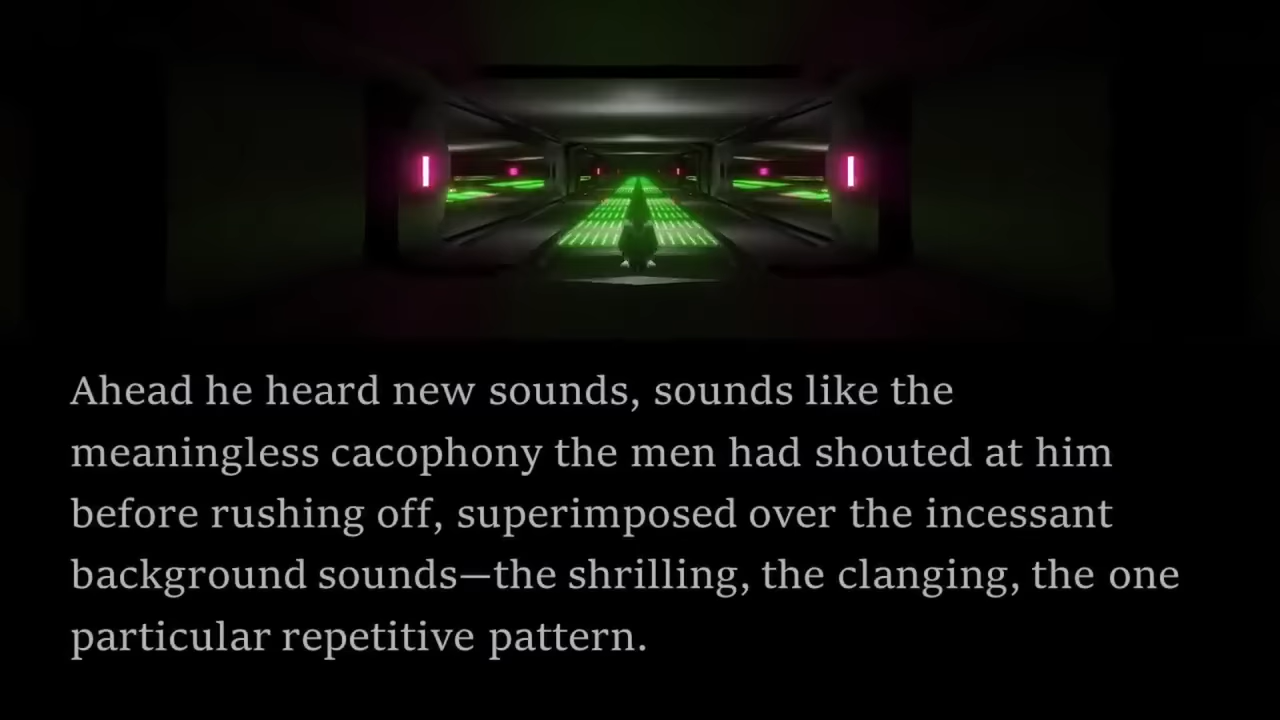 Ahead he heard new sounds, sounds like the
meaningless cacophony the men had shouted at him
before rushing off, superimposed over the incessant
background sounds—the shrilling, the clanging, the one
particular repetitive pattern.